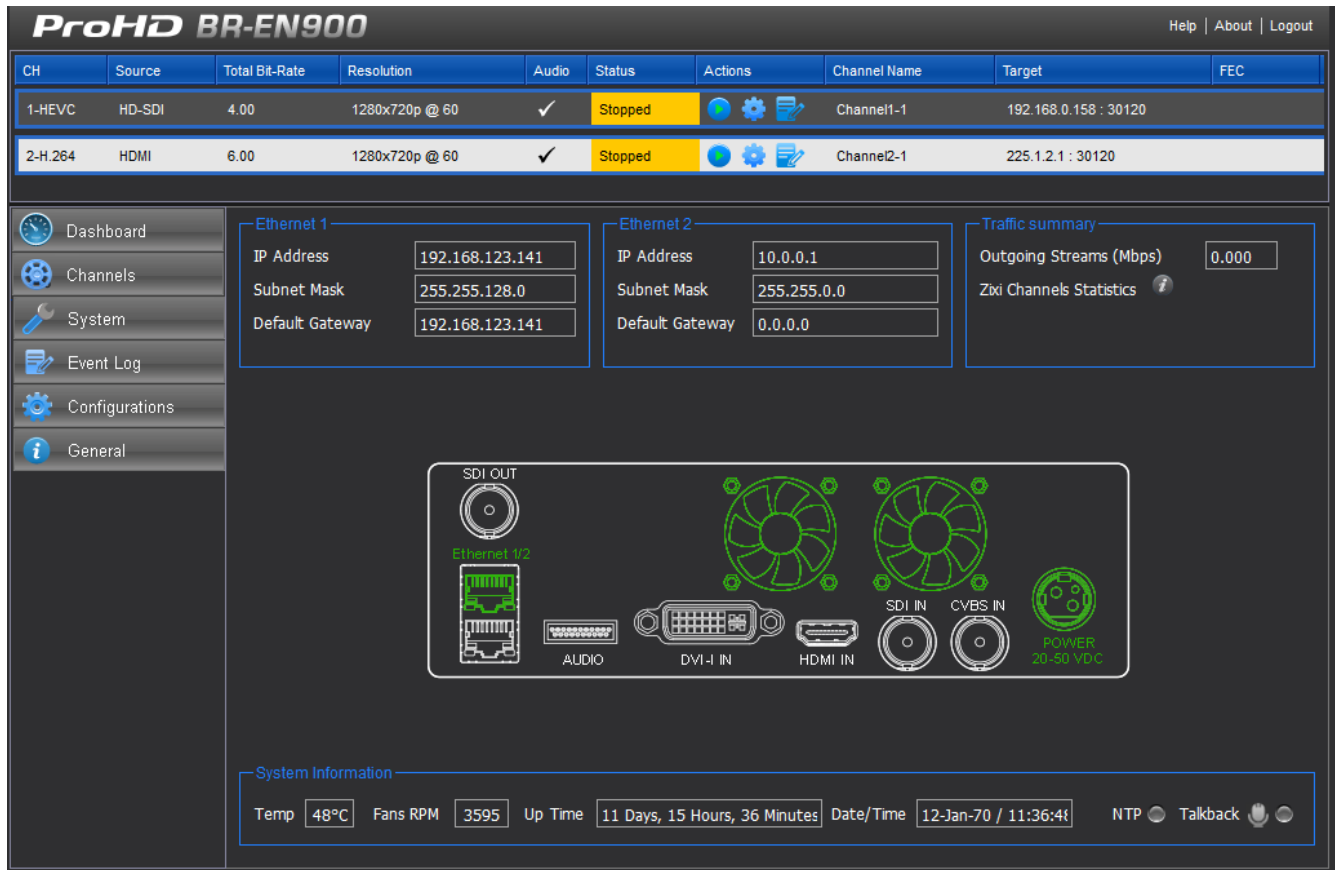 ProHD BR-EN900
Help | About | Logout
CH Source Total Bit-Rate Resolution Audio Status Actions Channel Name Target FEC
1-HEVC HD-SDI 4.00 1280x720p @ 60 ✓ Stopped Channel1-1 192.168.0.158 : 30120
2-H.264 HDMI 6.00 1280x720p @ 60 ✓ Stopped Channel2-1 225.1.2.1 : 30120
Dashboard
Channels
System
Event Log
Configurations
General
Ethernet 1
IP Address 192.168.123.141
Subnet Mask 255.255.128.0
Default Gateway 192.168.123.141
Ethernet 2
IP Address 10.0.0.1
Subnet Mask 255.255.0.0
Default Gateway 0.0.0.0
Traffic summary
Outgoing Streams (Mbps) 0.000
Zixi Channels Statistics i
SDI OUT
Ethernet 1/2
AUDIO
DVI-I IN
HDMI IN
SDI IN
CVBS IN
POWER
20-50 VDC
System Information
Temp 48°C Fans RPM 3595 Up Time 11 Days, 15 Hours, 36 Minutes Date/Time 12-Jan-70 / 11:36:48 NTP Talkback